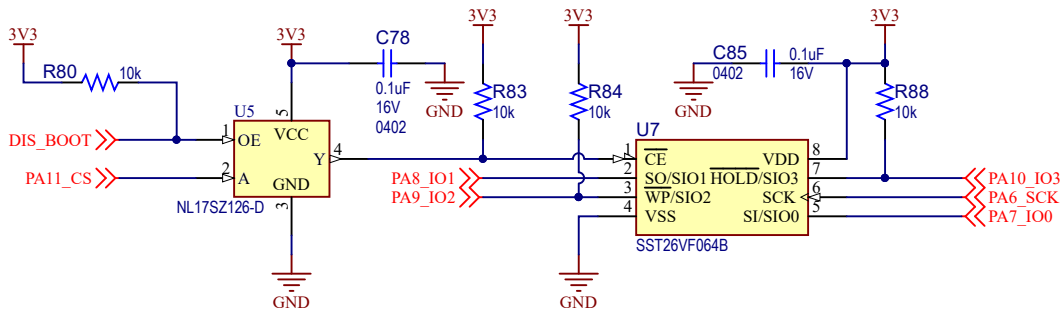 3V3
R80
10k
DIS_BOOT
PA11_CS
3V3
C78
0.1uF
16V
0402
GND
U5
5
1
OE
VCC
Y
4
2
A
GND
3
NL17SZ126-D
GND
3V3
R83
10k
3V3
R84
10k
PA8_IO1
PA9_IO2
GND
U7
1
CE
VDD
8
2
SO/SIO1
HOLD/SIO3
7
3
WP/SIO2
SCK
6
4
VSS
SI/SIO0
5
SST26VF064B
C85
0402
0.1uF
16V
GND
3V3
R88
10k
PA10_IO3
PA6_SCK
PA7_IO0